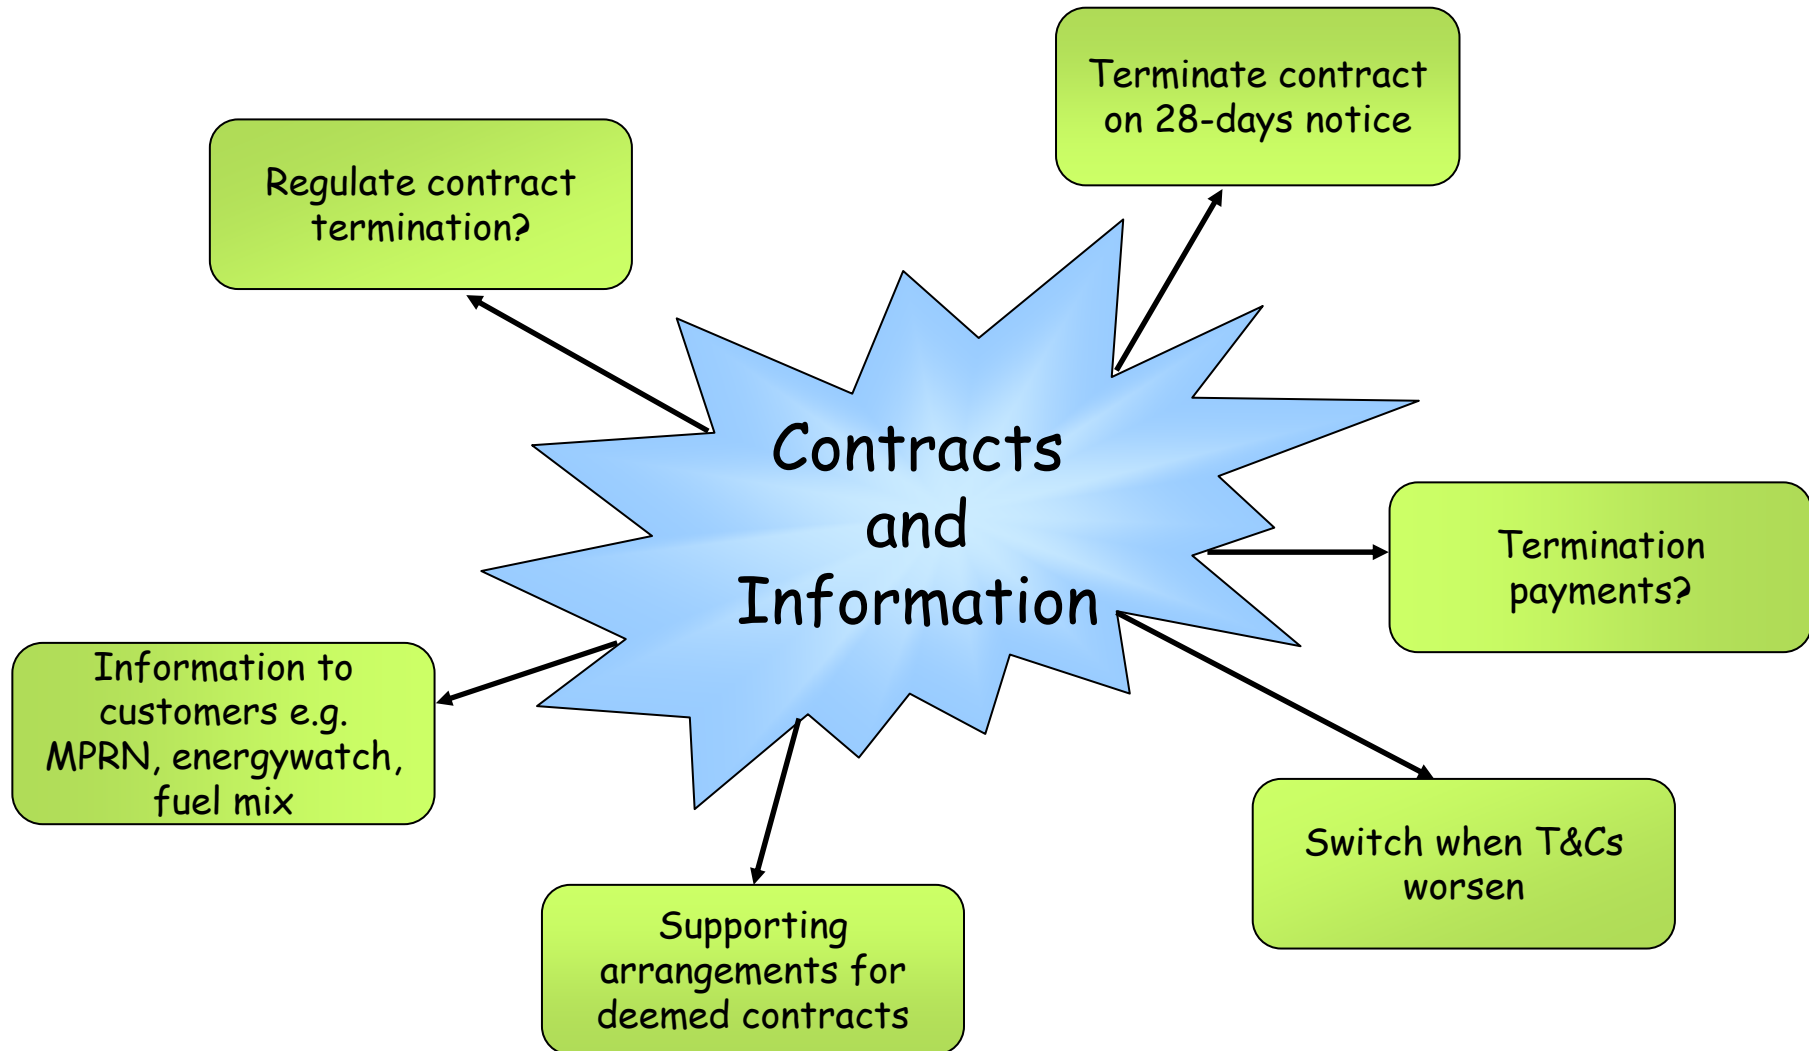 Terminate contract
on 28-days notice
Regulate contract
termination?
Contracts
and
Information
Termination
payments?
Information to
customers e.g.
MPRN, energywatch,
fuel mix
Switch when T&Cs
worsen
Supporting
arrangements for
deemed contracts